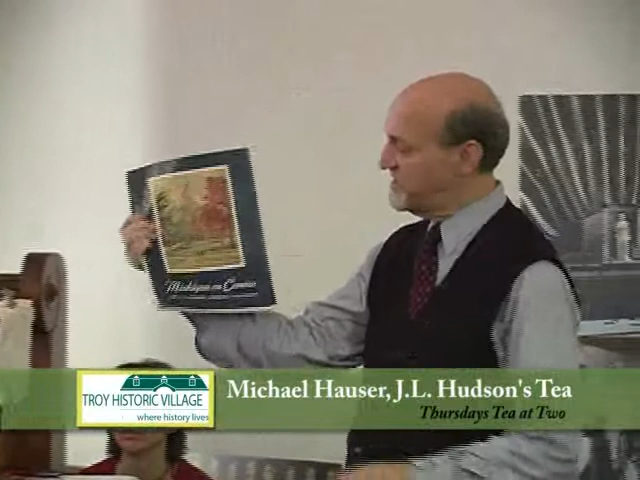 Michigan on Canvas
TROY HISTORIC VILLAGE
where history lives
Michael Hauser, J.L. Hudson's Tea
Thursdays Tea at Two